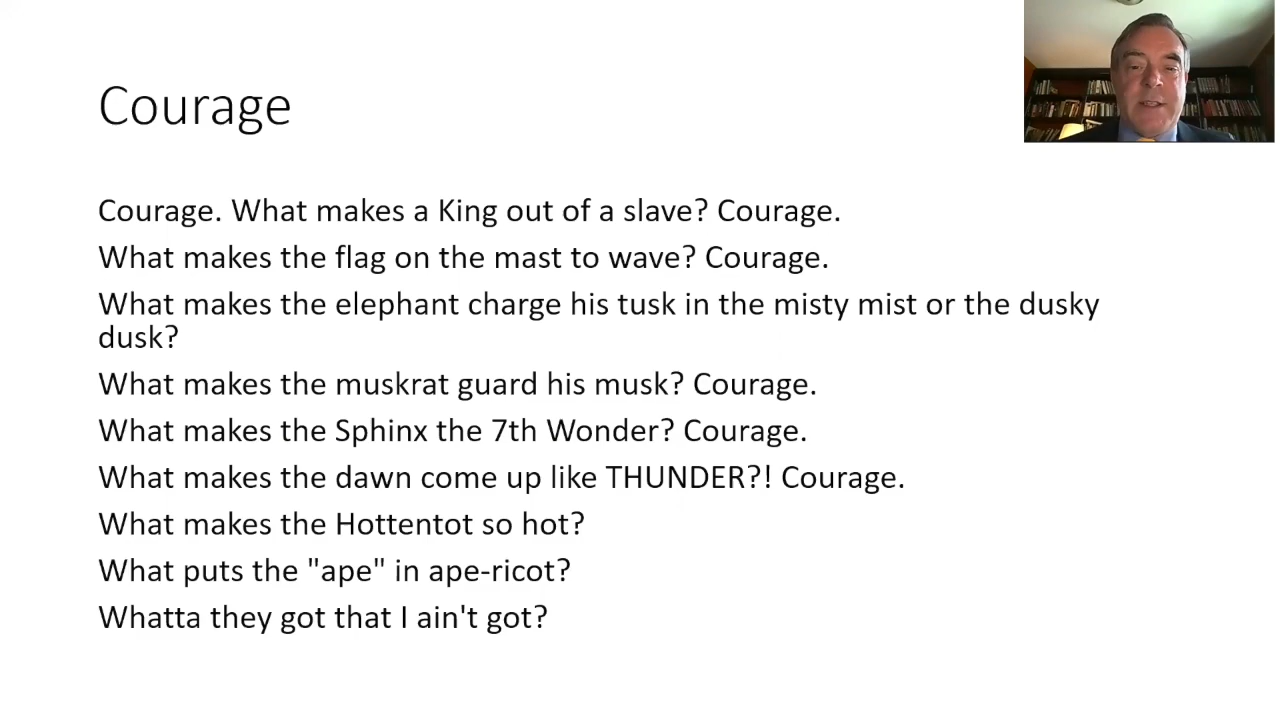 Courage
Courage. What makes a King out of a slave? Courage.
What makes the flag on the mast to wave? Courage.
What makes the elephant charge his tusk in the misty mist or the dusky
dusk?
What makes the muskrat guard his musk? Courage.
What makes the Sphinx the 7th Wonder? Courage.
What makes the dawn come up like THUNDER?! Courage.
What makes the Hottentot so hot?
What puts the "ape" in ape-ricot?
Whatta they got that I ain't got?